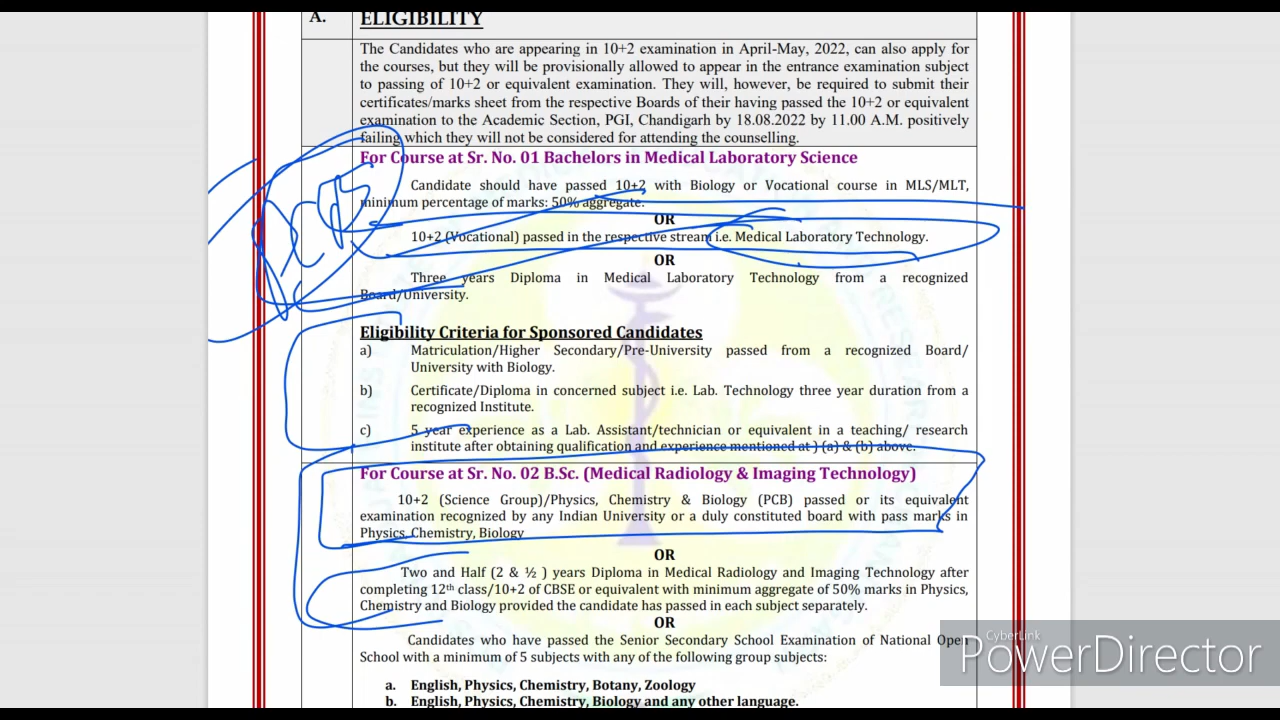 A. ELIGIBILITY
The Candidates who are appearing in 10+2 examination in April-May, 2022, can also apply for
the courses, but they will be provisionally allowed to appear in the entrance examination subject
to passing of 10+2 or equivalent examination. They will, however, be required to submit their
certificates/marks sheet from the respective Boards of their having passed the 10+2 or equivalent
examination to the Academic Section, PGI, Chandigarh by 18.08.2022 by 11.00 A.M. positively
failing which they will not be considered for attending the counselling.
For Course at Sr. No. 01 Bachelors in Medical Laboratory Science
Candidate should have passed 10+2 with Biology or Vocational course in MLS/MLT,
minimum percentage of marks: 50% aggregate.
OR
10+2 (Vocational) passed in the respective stream i.e. Medical Laboratory Technology.
OR
Three years Diploma in Medical Laboratory Technology from a recognized
Board/University.
Eligibility Criteria for Sponsored Candidates
a) Matriculation/Higher Secondary/Pre-University passed from a recognized Board/
University with Biology.
b) Certificate/Diploma in concerned subject i.e. Lab. Technology three year duration from a
recognized Institute.
c) 5 year experience as a Lab. Assistant/technician or equivalent in a teaching/ research
institute after obtaining qualification and experience mentioned at ) (a) & (b) above.
For Course at Sr. No. 02 B.Sc. (Medical Radiology & Imaging Technology)
10+2 (Science Group)/Physics, Chemistry & Biology (PCB) passed or its equivalent
examination recognized by any Indian University or a duly constituted board with pass marks in
Physics, Chemistry, Biology
OR
Two and Half (2 & ½ ) years Diploma in Medical Radiology and Imaging Technology after
completing 12th class/10+2 of CBSE or equivalent with minimum aggregate of 50% marks in Physics,
Chemistry and Biology provided the candidate has passed in each subject separately.
OR
Candidates who have passed the Senior Secondary School Examination of National Open
School with a minimum of 5 subjects with any of the following group subjects:
a. English, Physics, Chemistry, Botany, Zoology
b. English, Physics, Chemistry, Biology and any other language.
CyberLink
PowerDirector